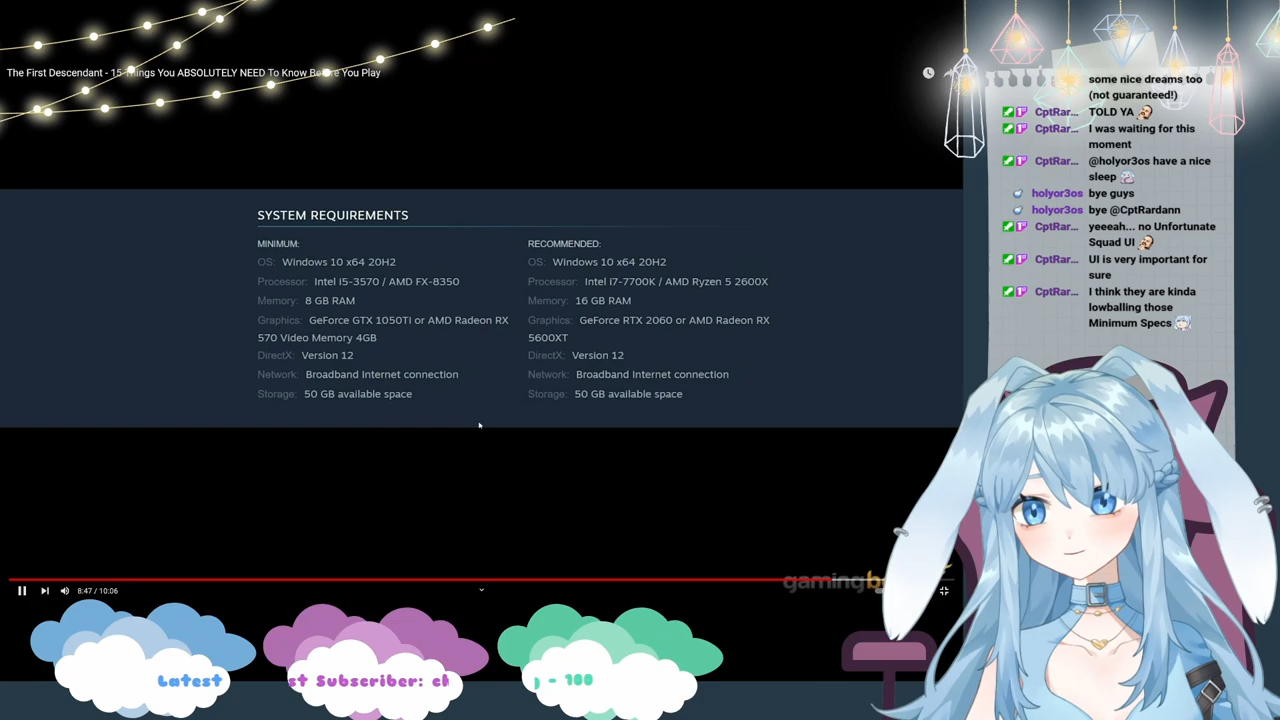 The First Descendant - 15 Things You ABSOLUTELY NEED To Know Before You Play
SYSTEM REQUIREMENTS
MINIMUM:
OS: Windows 10 x64 20H2
Processor: Intel i5-3570 / AMD FX-8350
Memory: 8 GB RAM
Graphics: GeForce GTX 1050Ti or AMD Radeon RX
570 Video Memory 4GB
DirectX: Version 12
Network: Broadband Internet connection
Storage: 50 GB available space
RECOMMENDED:
OS: Windows 10 x64 20H2
Processor: Intel i7-7700K / AMD Ryzen 5 2600X
Memory: 16 GB RAM
Graphics: GeForce RTX 2060 or AMD Radeon RX
5600XT
DirectX: Version 12
Network: Broadband Internet connection
Storage: 50 GB available space
some nice dreams too
(not guaranteed!)
CptRar... TOLD YA
CptRar... I was waiting for this
moment
CptRar... @holyor3os have a nice
sleep
holyor3os bye guys
holyor3os bye @CptRardann
CptRar... yeeeah... no Unfortunate
Squad UI
CptRar... UI is very important for
sure
CptRar... I think they are kinda
lowballing those
Minimum Specs
8:47 / 10:06
Latest
st Subscriber:
- 100